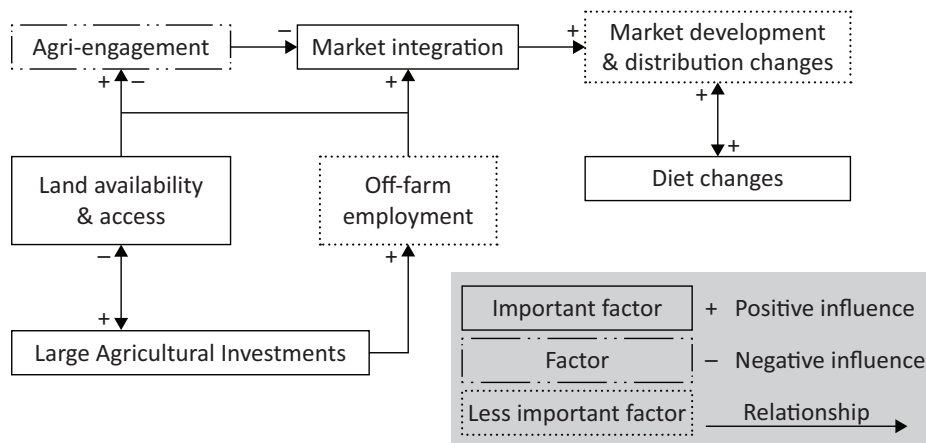 Agri-engagement
−
Market integration
+
Market development
& distribution changes
+
−
+
+
+
Diet changes
Land availability
& access
Off-farm
employment
−
+
+
Large Agricultural Investments
Important factor
+ Positive influence
Factor
− Negative influence
Less important factor
Relationship